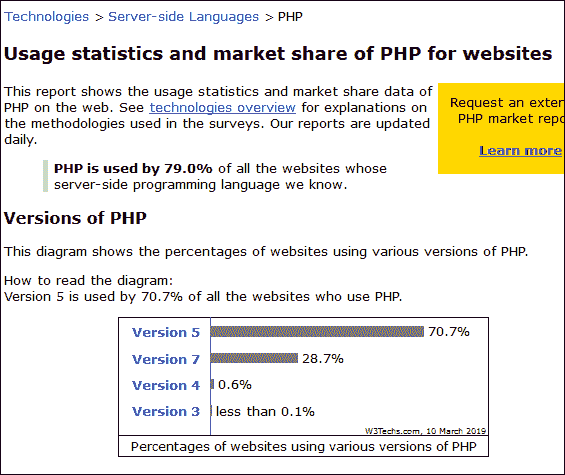 Technologies > Server-side Languages > PHP
Usage statistics and market share of PHP for websites
This report shows the usage statistics and market share data of
PHP on the web. See technologies overview for explanations on
the methodologies used in the surveys. Our reports are updated
daily.
Request an exten
PHP market repo
Learn more
PHP is used by 79.0% of all the websites whose
server-side programming language we know.
Versions of PHP
This diagram shows the percentages of websites using various versions of PHP.
How to read the diagram:
Version 5 is used by 70.7% of all the websites who use PHP.
Version 5 70.7%
Version 7 28.7%
Version 4 0.6%
Version 3 less than 0.1%
W3Techs.com, 10 March 2019
Percentages of websites using various versions of PHP